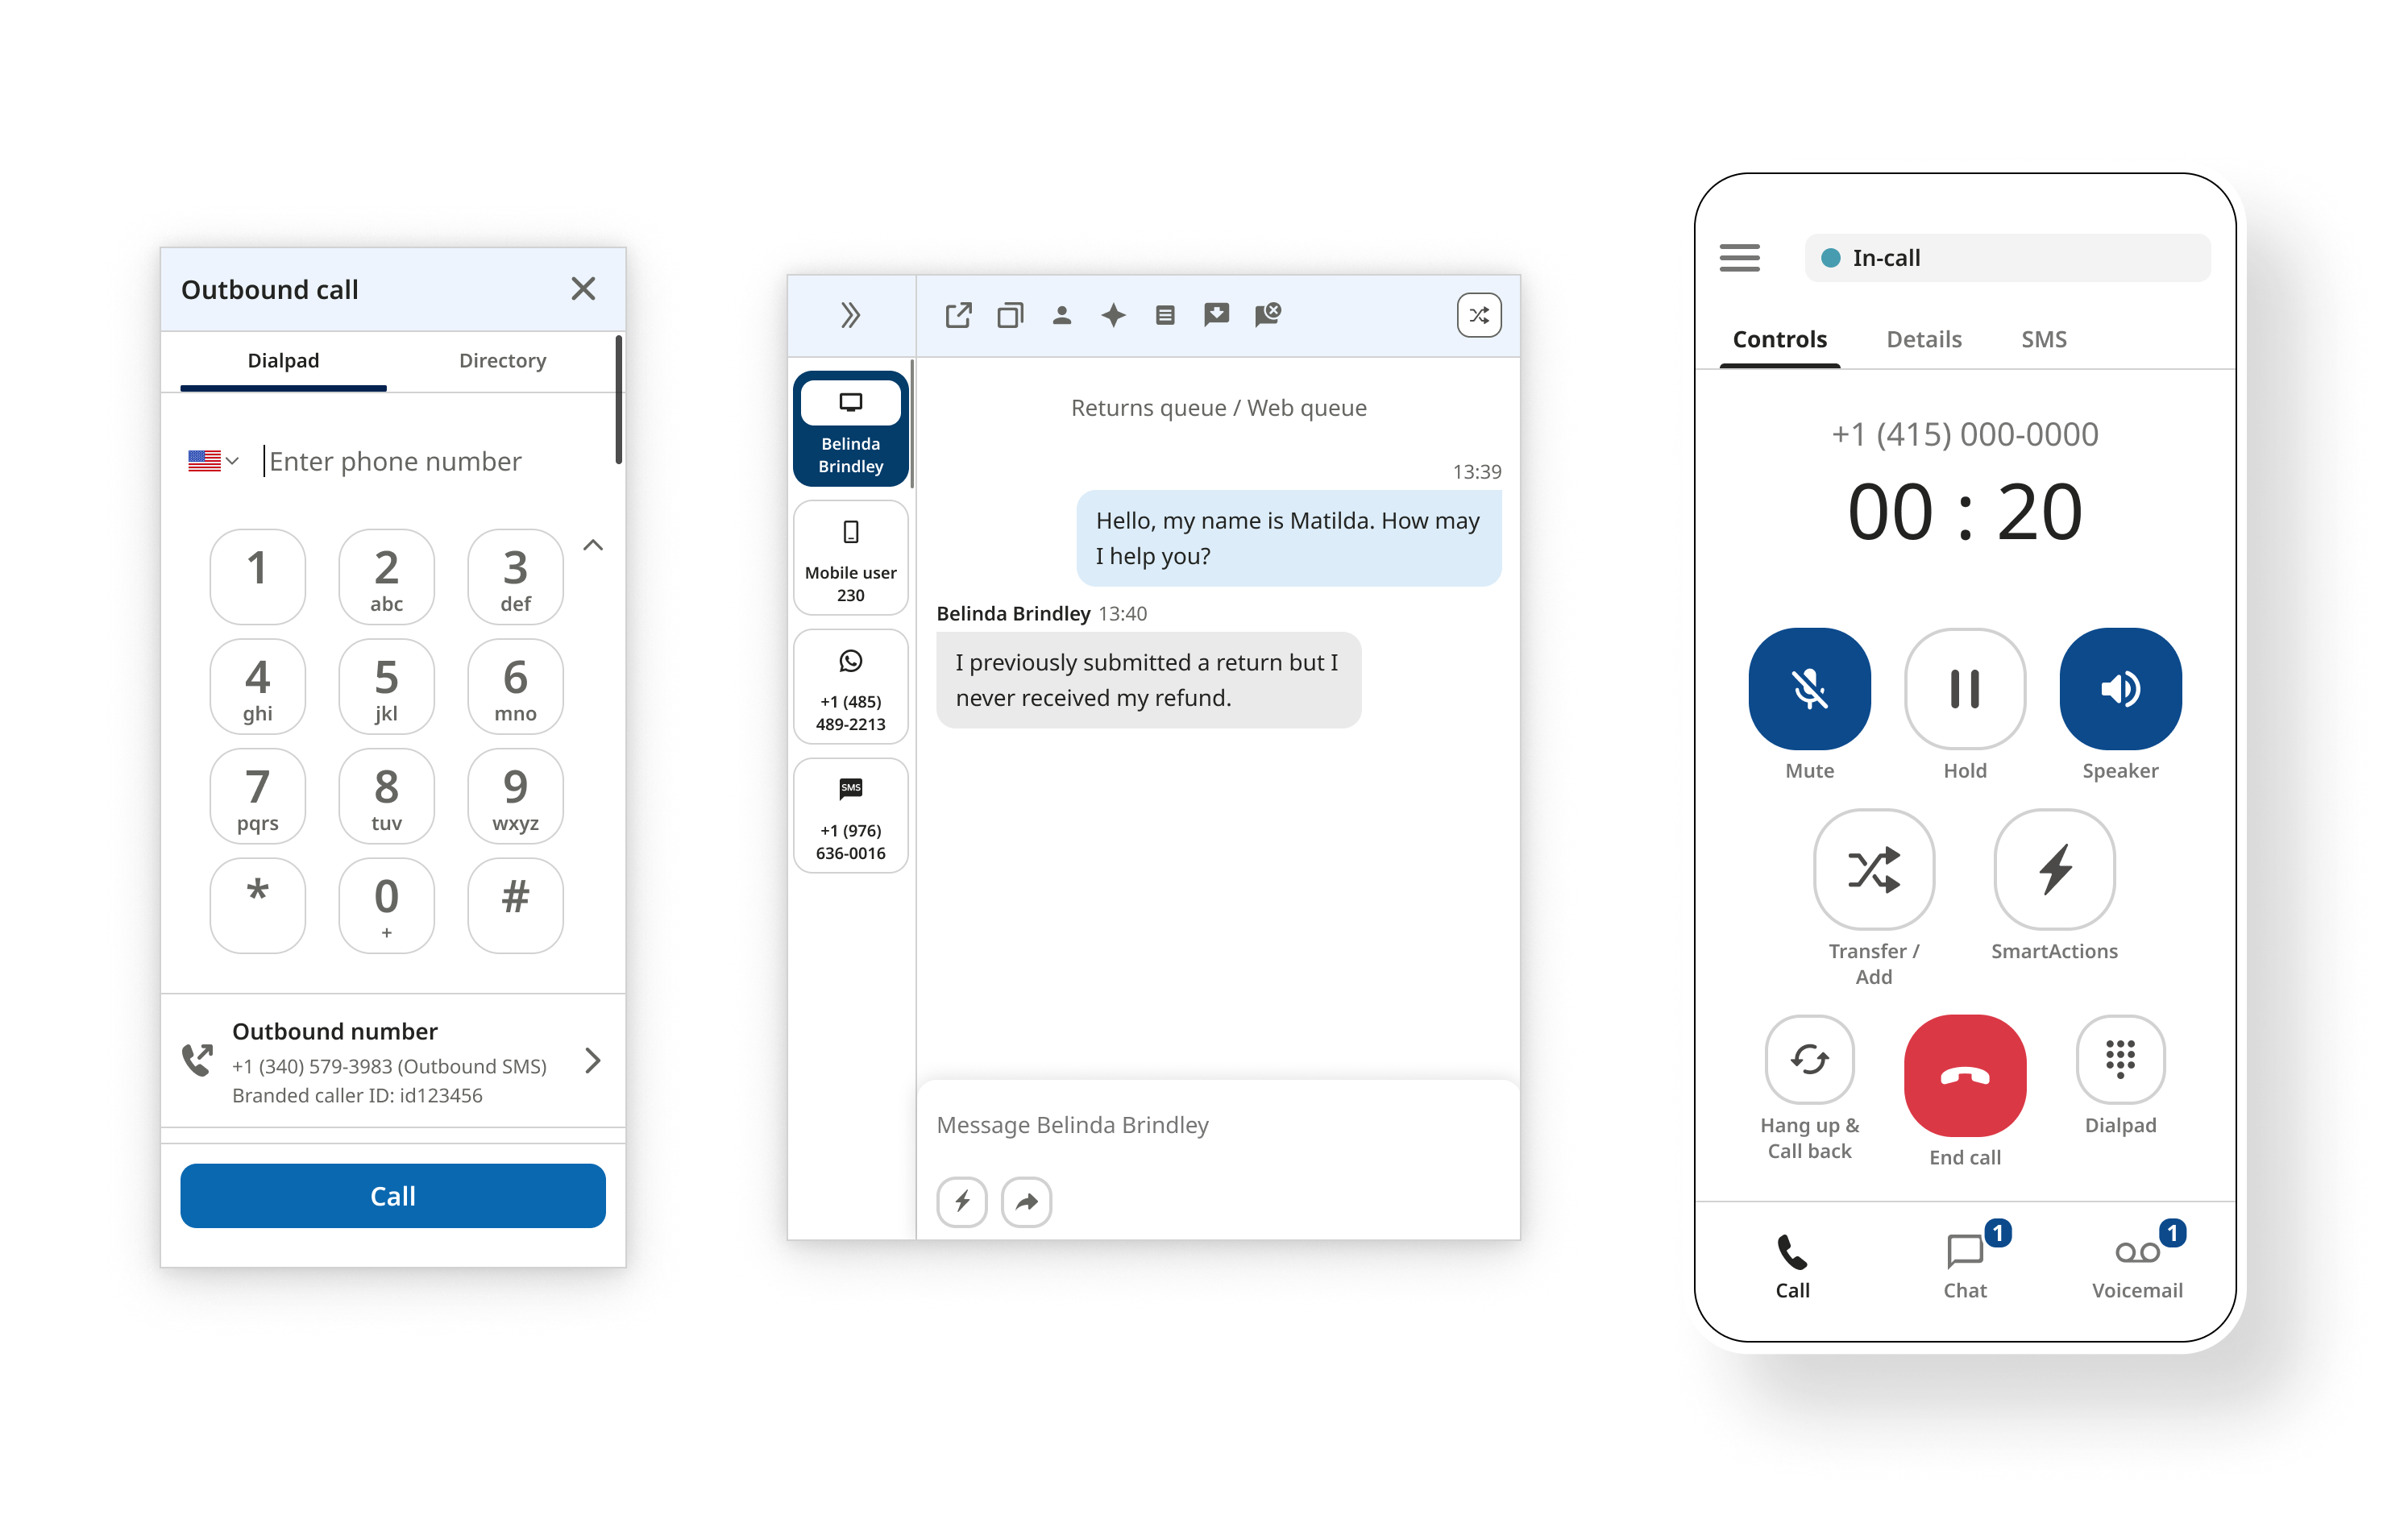 Outbound call
Dialpad
Directory
Enter phone number
1
2
abc
3
def
4
ghi
5
jkl
6
mno
7
pqrs
8
tuv
9
wxyz
*
0
+
#
Outbound number
+1 (340) 579-3983 (Outbound SMS)
Branded caller ID: id123456
Call
Belinda
Brindley
Mobile user
230
+1 (485)
489-2213
SMS
+1 (976)
636-0016
Returns queue / Web queue
13:39
Hello, my name is Matilda. How may
I help you?
Belinda Brindley 13:40
I previously submitted a return but I
never received my refund.
Message Belinda Brindley
In-call
Controls
Details
SMS
+1 (415) 000-0000
00 : 20
Mute
Hold
Speaker
Transfer /
Add
SmartActions
Hang up &
Call back
End call
Dialpad
Call
1
Chat
1
Voicemail